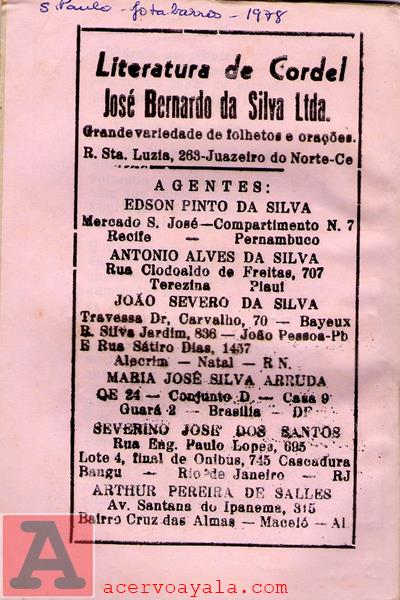 S. Paulo - Jotabarros - 1978
Literatura de Cordel
José Bernardo da Silva Ltda.
Grande variedade de folhetos e orações.
R. Sta. Luzia, 263-Juazeiro do Norte-Ce
AGENTES:
EDSON PINTO DA SILVA
Mercado S. José—Compartimento N. 7
Recife — Pernambuco
ANTONIO ALVES DA SILVA
Rua Clodoaldo de Freitas, 707
Terezina Piaui
JOÃO SEVERO DA SILVA
Travessa Dr, Carvalho, 70 — Bayeux
R. Silva Jardim, 836 — João Pessoa-Pb
E Rua Sátiro Dias, 1457
Alecrim — Natal — R N.
MARIA JOSÉ SILVA ARRUDA
QE 24 — Conjunto D — Casa 9
Guará 2 — Brasilia — DF
SEVERINO JOSÉ DOS SANTOS
Rua Eng. Paulo Lopes, 695
Lote 4, final de Onibus, 745 Cascadura
Bangu — Rio de Janeiro — RJ
ARTHUR PEREIRA DE SALLES
Av. Santana do Ipanema, 315
Bairro Cruz das Almas — Maceió — Al
A
acervoayala.com